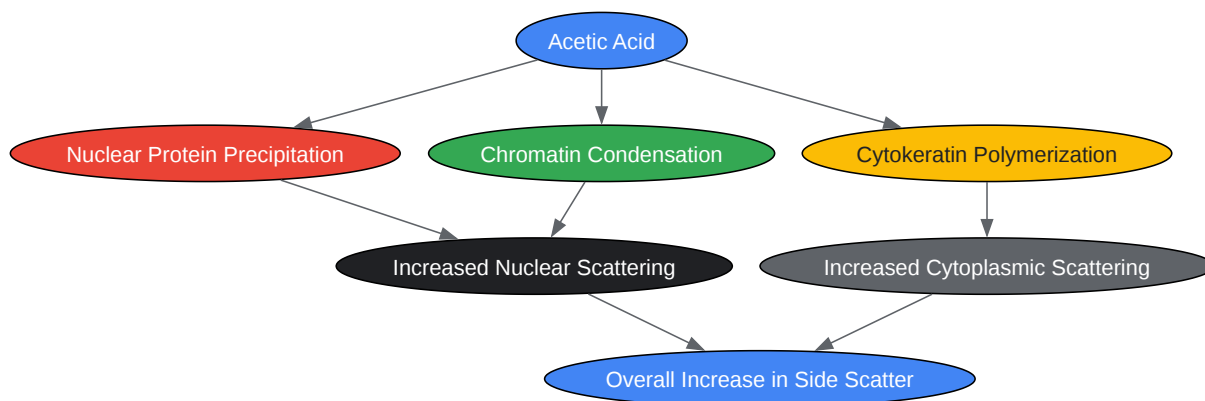 Acetic Acid
Nuclear Protein Precipitation
Chromatin Condensation
Cytokeratin Polymerization
Increased Nuclear Scattering
Increased Cytoplasmic Scattering
Overall Increase in Side Scatter